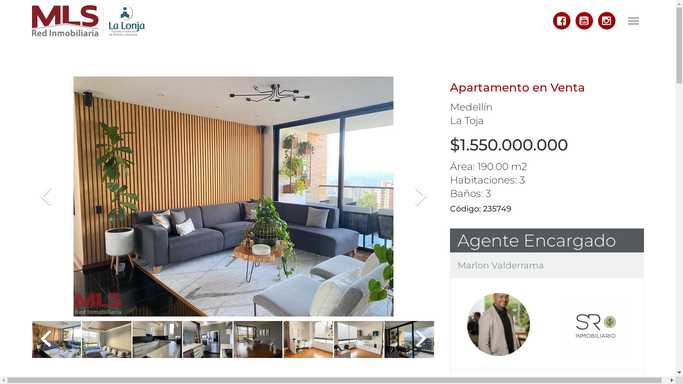 MLS
Red Inmobiliaria
La Lonja
Apartamento en Venta
Medellín
La Toja
$1.550.000.000
Área: 190.00 m2
Habitaciones: 3
Baños: 3
Código: 235749
MLS
Red Inmobiliaria
Agente Encargado
Marlon Valderrama
SR
INMOBILIARIO